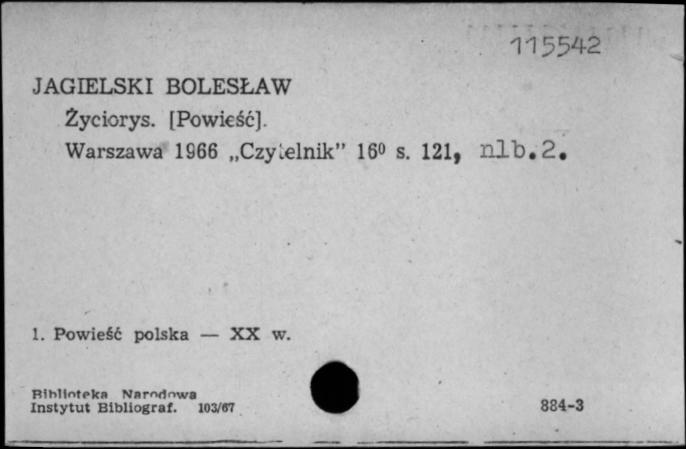 115542
JAGIELSKI BOLESŁAW
Życiorys. [Powieść].
Warszawa 1966 „Czytelnik” 16⁰ s. 121, nlb.2.
1. Powieść polska — XX w.
Biblioteka Narodowa
Instytut Bibliograf. 103/67
884-3